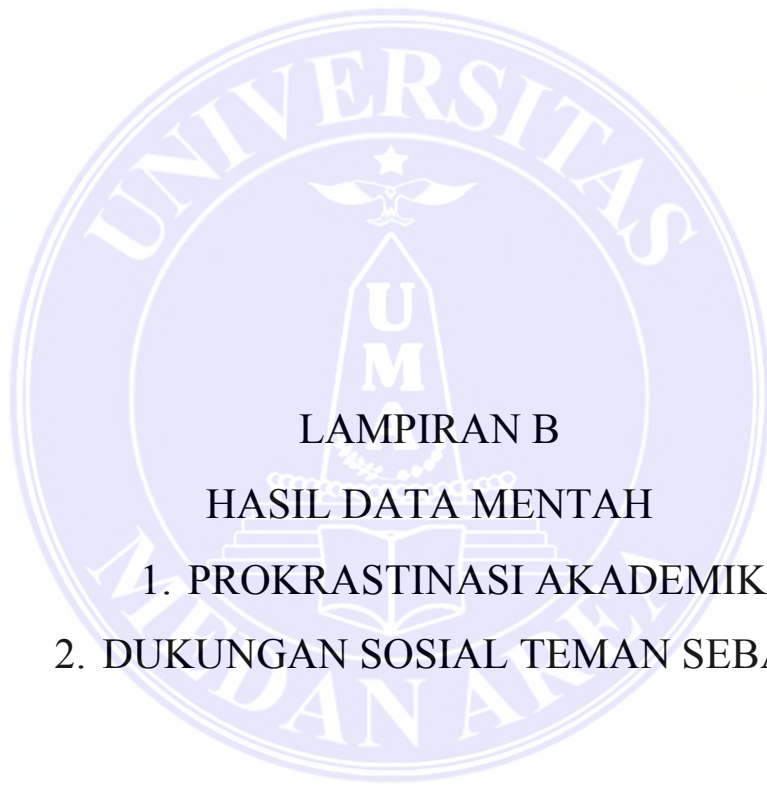 UNIVERSITAS
UMA
LAMPIRAN B
HASIL DATA MENTAH
1. PROKRASTINASI AKADEMIK
2. DUKUNGAN SOSIAL TEMAN SEBA
MEDAN AREA